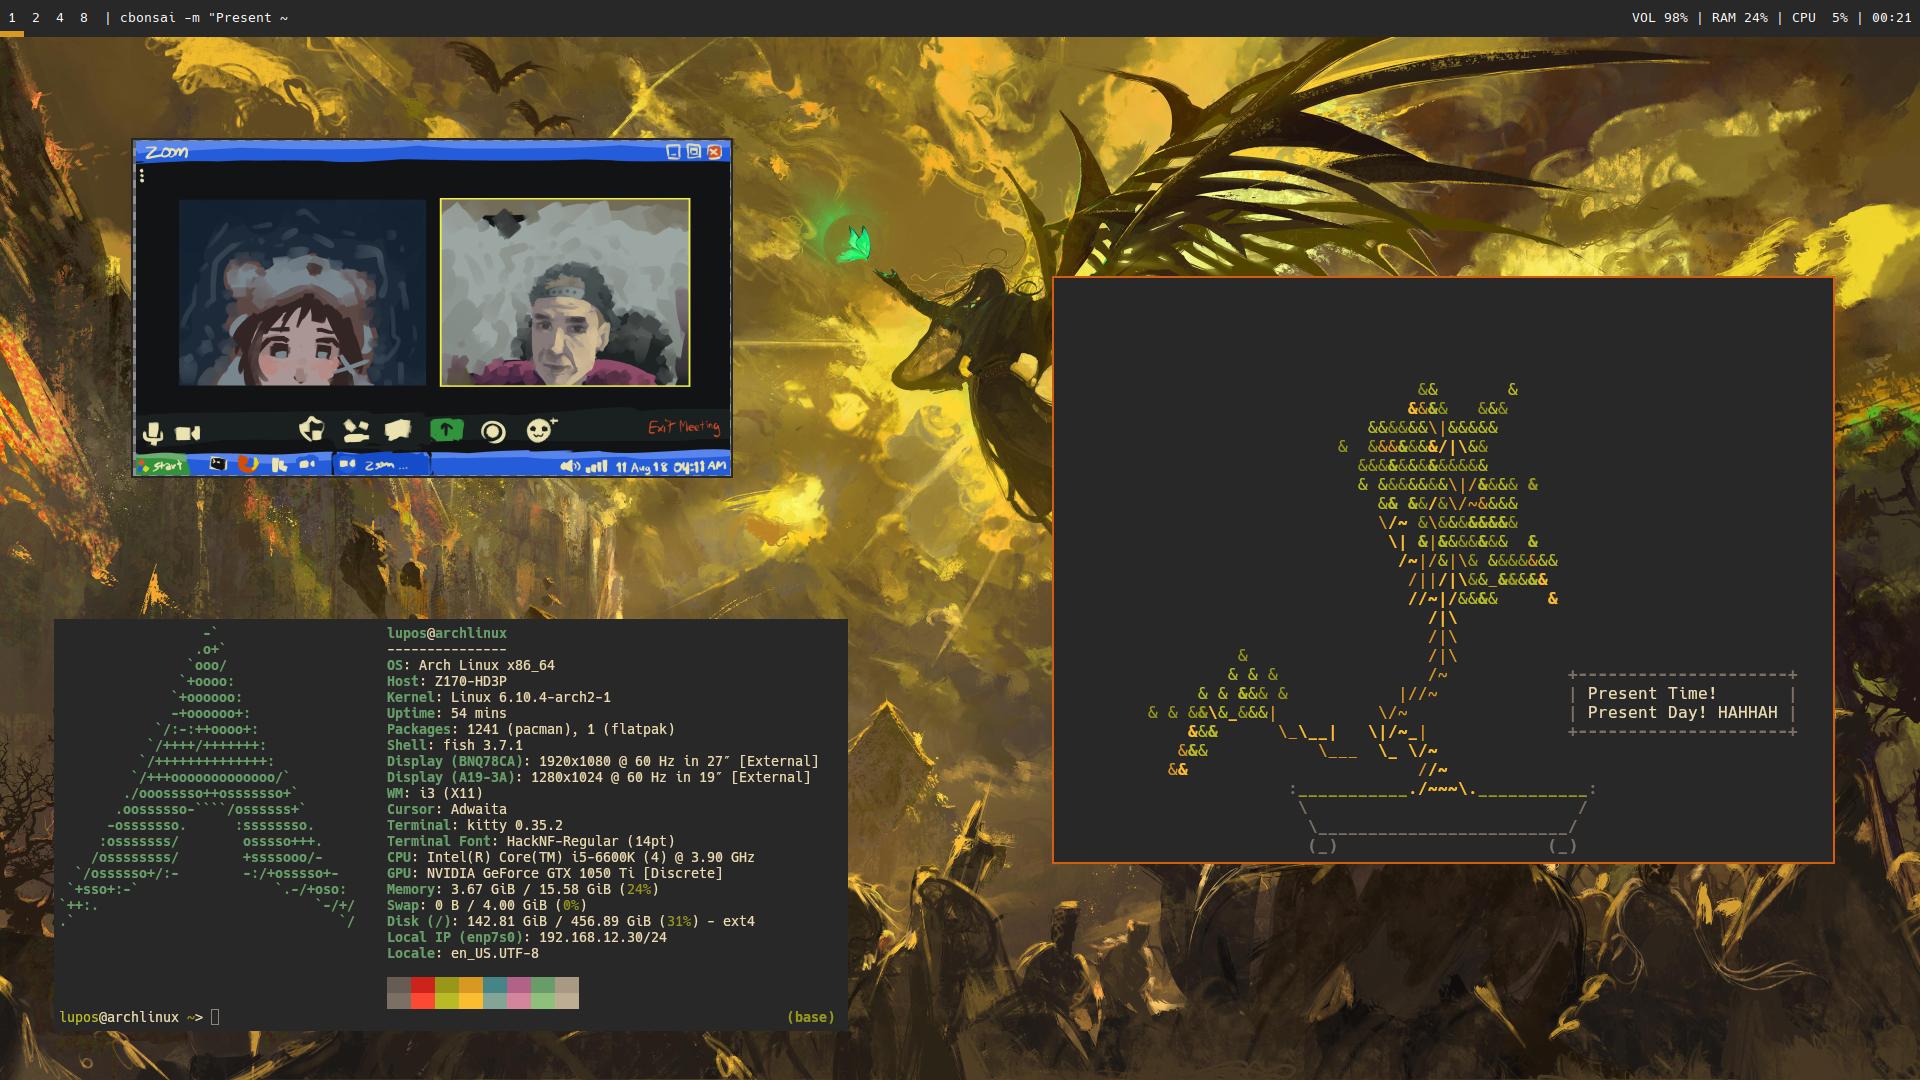 1 2 4 8 | cbonsai -m "Present ~
VOL 98% | RAM 24% | CPU  5% | 00:21
Zoom
Exit Meeting
start
Zoom ...
11 Aug 18 04:11 AM
lupos@archlinux
---------------
OS: Arch Linux x86_64
Host: Z170-HD3P
Kernel: Linux 6.10.4-arch2-1
Uptime: 54 mins
Packages: 1241 (pacman), 1 (flatpak)
Shell: fish 3.7.1
Display (BNQ78CA): 1920x1080 @ 60 Hz in 27″ [External]
Display (A19-3A): 1280x1024 @ 60 Hz in 19″ [External]
WM: i3 (X11)
Cursor: Adwaita
Terminal: kitty 0.35.2
Terminal Font: HackNF-Regular (14pt)
CPU: Intel(R) Core(TM) i5-6600K (4) @ 3.90 GHz
GPU: NVIDIA GeForce GTX 1050 Ti [Discrete]
Memory: 3.67 GiB / 15.58 GiB (24%)
Swap: 0 B / 4.00 GiB (0%)
Disk (/): 142.81 GiB / 456.89 GiB (31%) - ext4
Local IP (enp7s0): 192.168.12.30/24
Locale: en_US.UTF-8
lupos@archlinux ~>
(base)
Present Time!
Present Day! HAHHAH